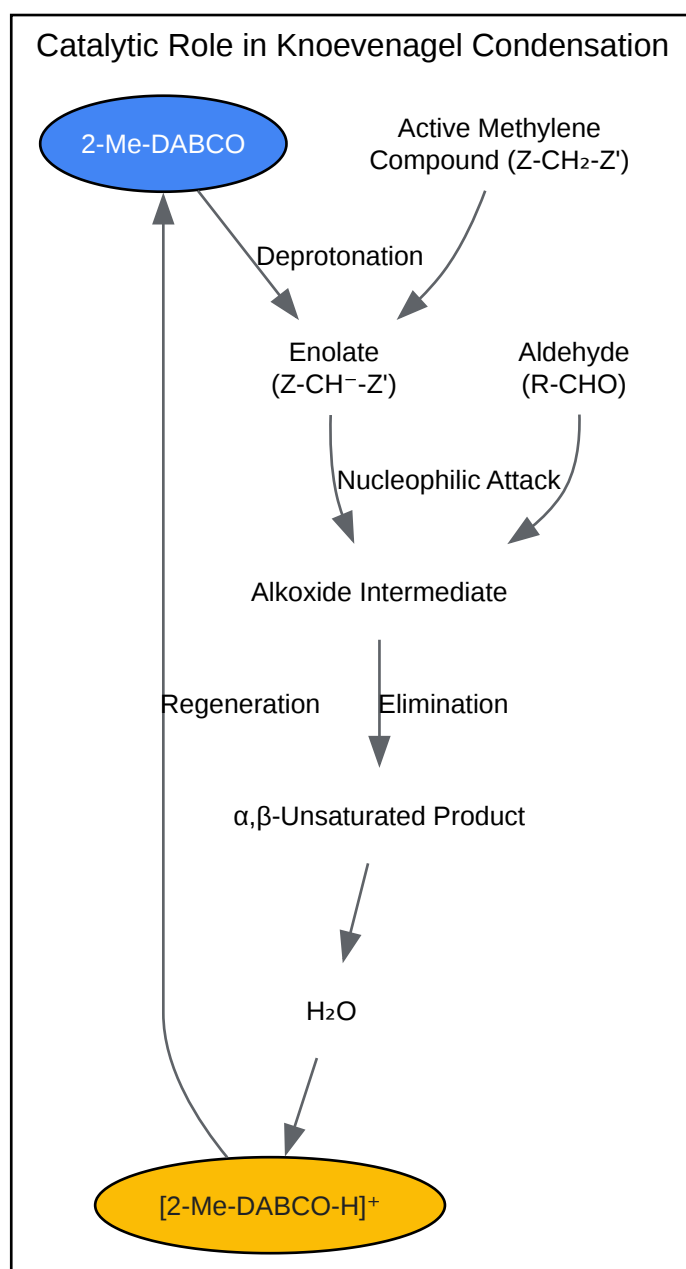 Catalytic Role in Knoevenagel Condensation
2-Me-DABCO
Active Methylene
Compound (Z-CH₂-Z')
Deprotonation
Enolate
(Z-CH⁻-Z')
Aldehyde
(R-CHO)
Nucleophilic Attack
Alkoxide Intermediate
Regeneration
Elimination
α,β-Unsaturated Product
H₂O
[2-Me-DABCO-H]⁺